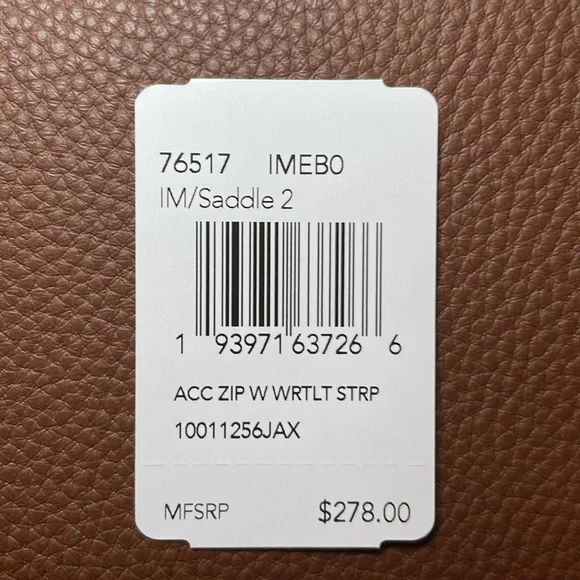 76517 IMEB0
IM/Saddle 2
1 93971 63726 6
ACC ZIP W WRTLT STRP
10011256JAX
MFSRP $278.00